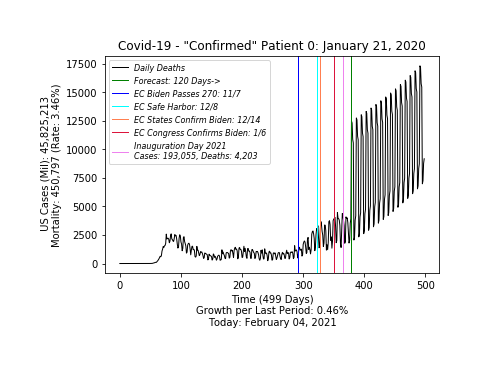 Covid-19 - "Confirmed" Patient 0: January 21, 2020
17500
15000
12500
10000
7500
5000
2500
0
US Cases (Mil): 45,825,213
Mortality: 450,797 (Rate: 3.46%)
Daily Deaths
Forecast: 120 Days->
EC Biden Passes 270: 11/7
EC Safe Harbor: 12/8
EC States Confirm Biden: 12/14
EC Congress Confirms Biden: 1/6
Inauguration Day 2021
Cases: 193,055, Deaths: 4,203
0 100 200 300 400 500
Time (499 Days)
Growth per Last Period: 0.46%
Today: February 04, 2021